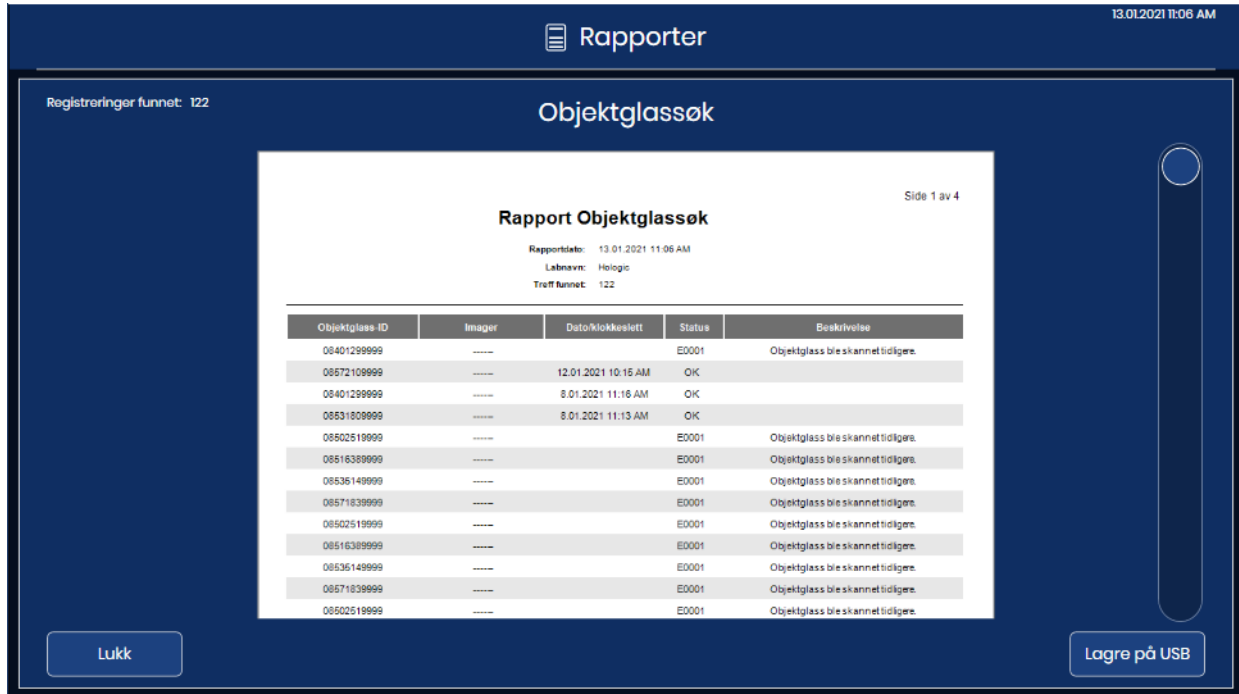 13.01.2021 11:06 AM
Rapporter
Registreringer funnet: 122
Objektglassøk
Side 1 av 4
Rapport Objektglassøk
Rapportdato: 13.01.2021 11:06 AM
Labnavn: Hologic
Treff funnet: 122
Objektglass-ID Imager Dato/klokkeslett Status Beskrivelse
08401299999 ------ E0001 Objektglass ble skannet tidligere.
08572109999 ------ 12.01.2021 10:15 AM OK
08401299999 ------ 8.01.2021 11:16 AM OK
08531809999 ------ 8.01.2021 11:13 AM OK
08502519999 ------ E0001 Objektglass ble skannet tidligere.
08516389999 ------ E0001 Objektglass ble skannet tidligere.
08536149999 ------ E0001 Objektglass ble skannet tidligere.
08571839999 ------ E0001 Objektglass ble skannet tidligere.
08502519999 ------ E0001 Objektglass ble skannet tidligere.
08516389999 ------ E0001 Objektglass ble skannet tidligere.
08536149999 ------ E0001 Objektglass ble skannet tidligere.
08571839999 ------ E0001 Objektglass ble skannet tidligere.
08502519999 ------ E0001 Objektglass ble skannet tidligere.
Lukk
Lagre på USB